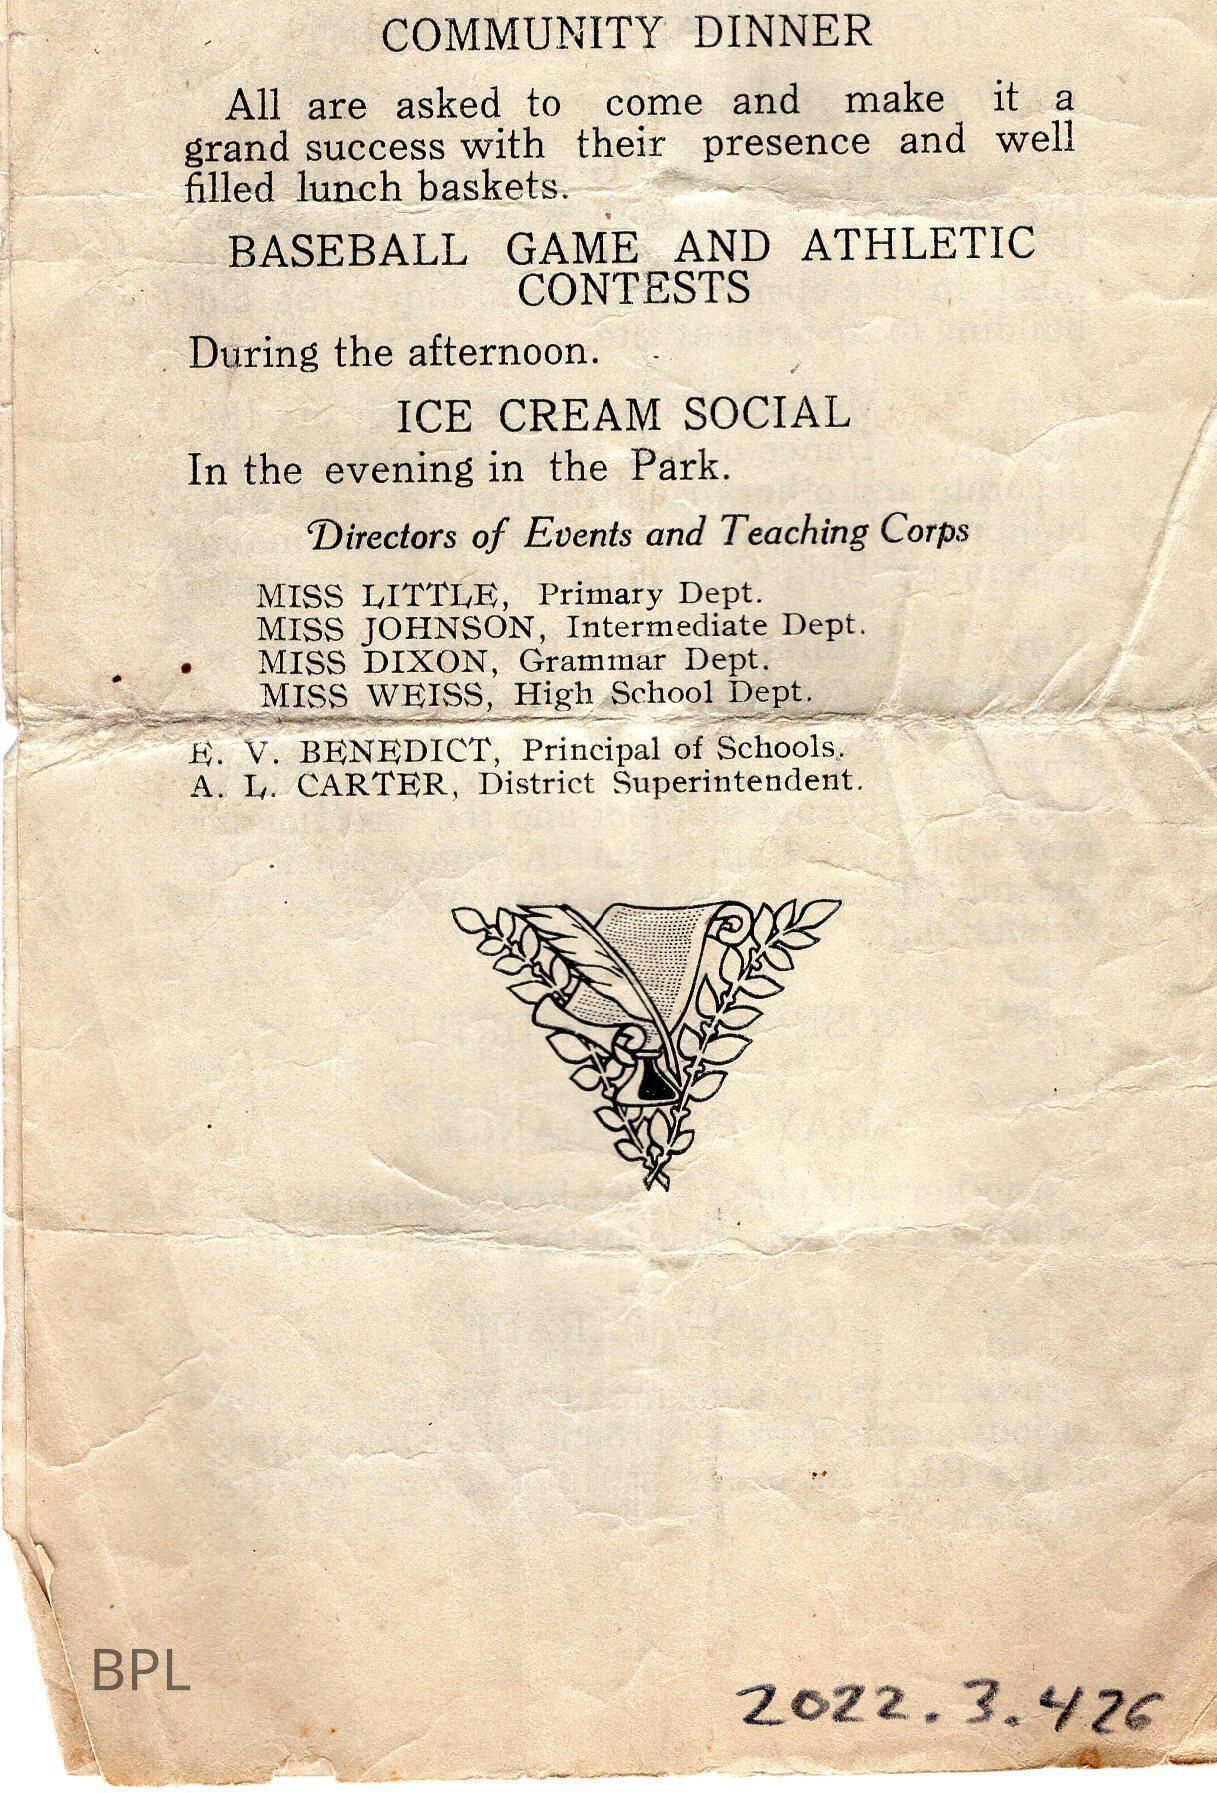 COMMUNITY DINNER
All are asked to come and make it a
grand success with their presence and well
filled lunch baskets.
BASEBALL GAME AND ATHLETIC
CONTESTS
During the afternoon.
ICE CREAM SOCIAL
In the evening in the Park.
Directors of Events and Teaching Corps
MISS LITTLE, Primary Dept.
MISS JOHNSON, Intermediate Dept.
MISS DIXON, Grammar Dept.
MISS WEISS, High School Dept.
E. V. BENEDICT, Principal of Schools.
A. L. CARTER, District Superintendent.
BPL
2022.3.426